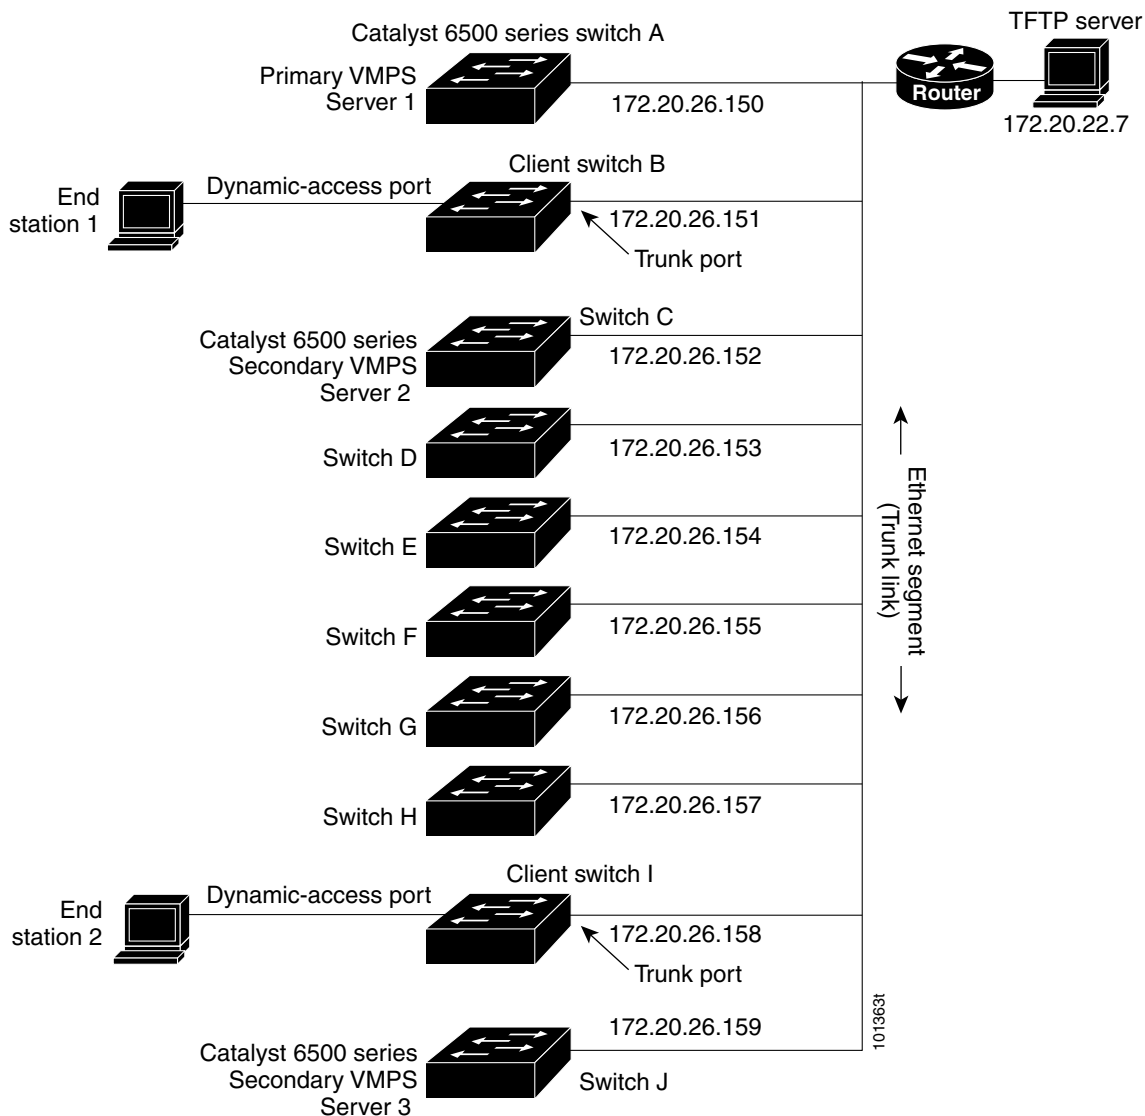 Catalyst 6500 series switch A
TFTP server
Primary VMPS
Server 1
172.20.26.150
Router
172.20.22.7
Client switch B
Dynamic-access port
End
station 1
172.20.26.151
Trunk port
Switch C
Catalyst 6500 series
Secondary VMPS
Server 2
172.20.26.152
Switch D
172.20.26.153
Switch E
172.20.26.154
Switch F
172.20.26.155
Switch G
172.20.26.156
Switch H
172.20.26.157
Ethernet segment
(Trunk link)
Client switch I
Dynamic-access port
End
station 2
172.20.26.158
Trunk port
172.20.26.159
Catalyst 6500 series
Secondary VMPS
Server 3
Switch J
101363t